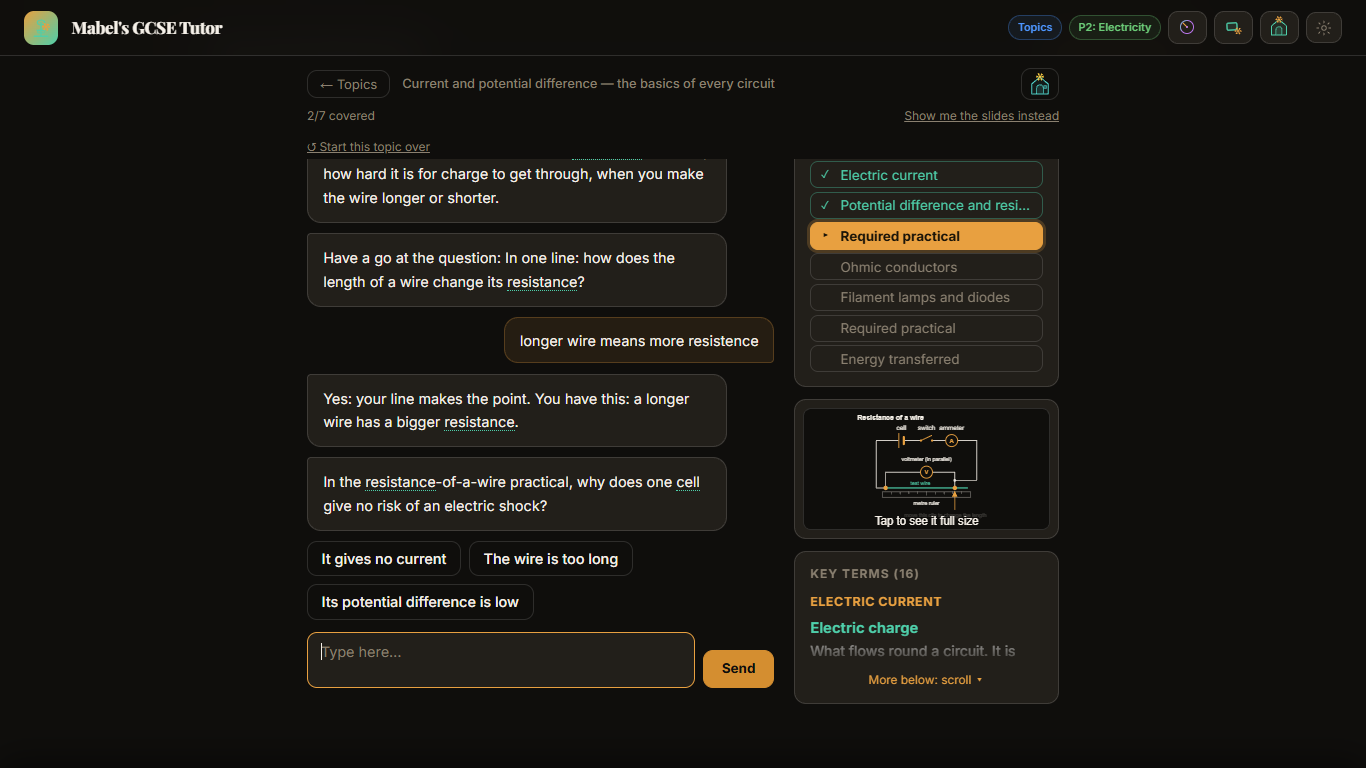 Mabel's GCSE Tutor
Topics
P2: Electricity
← Topics
Current and potential difference — the basics of every circuit
2/7 covered
Show me the slides instead
↺ Start this topic over
how hard it is for charge to get through, when you make
the wire longer or shorter.
Have a go at the question: In one line: how does the
length of a wire change its resistance?
longer wire means more resistence
Yes: your line makes the point. You have this: a longer
wire has a bigger resistance.
In the resistance-of-a-wire practical, why does one cell
give no risk of an electric shock?
It gives no current
The wire is too long
Its potential difference is low
Type here...
Send
✓ Electric current
✓ Potential difference and resi...
Required practical
Ohmic conductors
Filament lamps and diodes
Required practical
Energy transferred
Resistance of a wire
cell switch ammeter
A
voltmeter (in parallel)
V
test wire
metre ruler
Tap to see it full size
KEY TERMS (16)
ELECTRIC CURRENT
Electric charge
What flows round a circuit. It is
More below: scroll